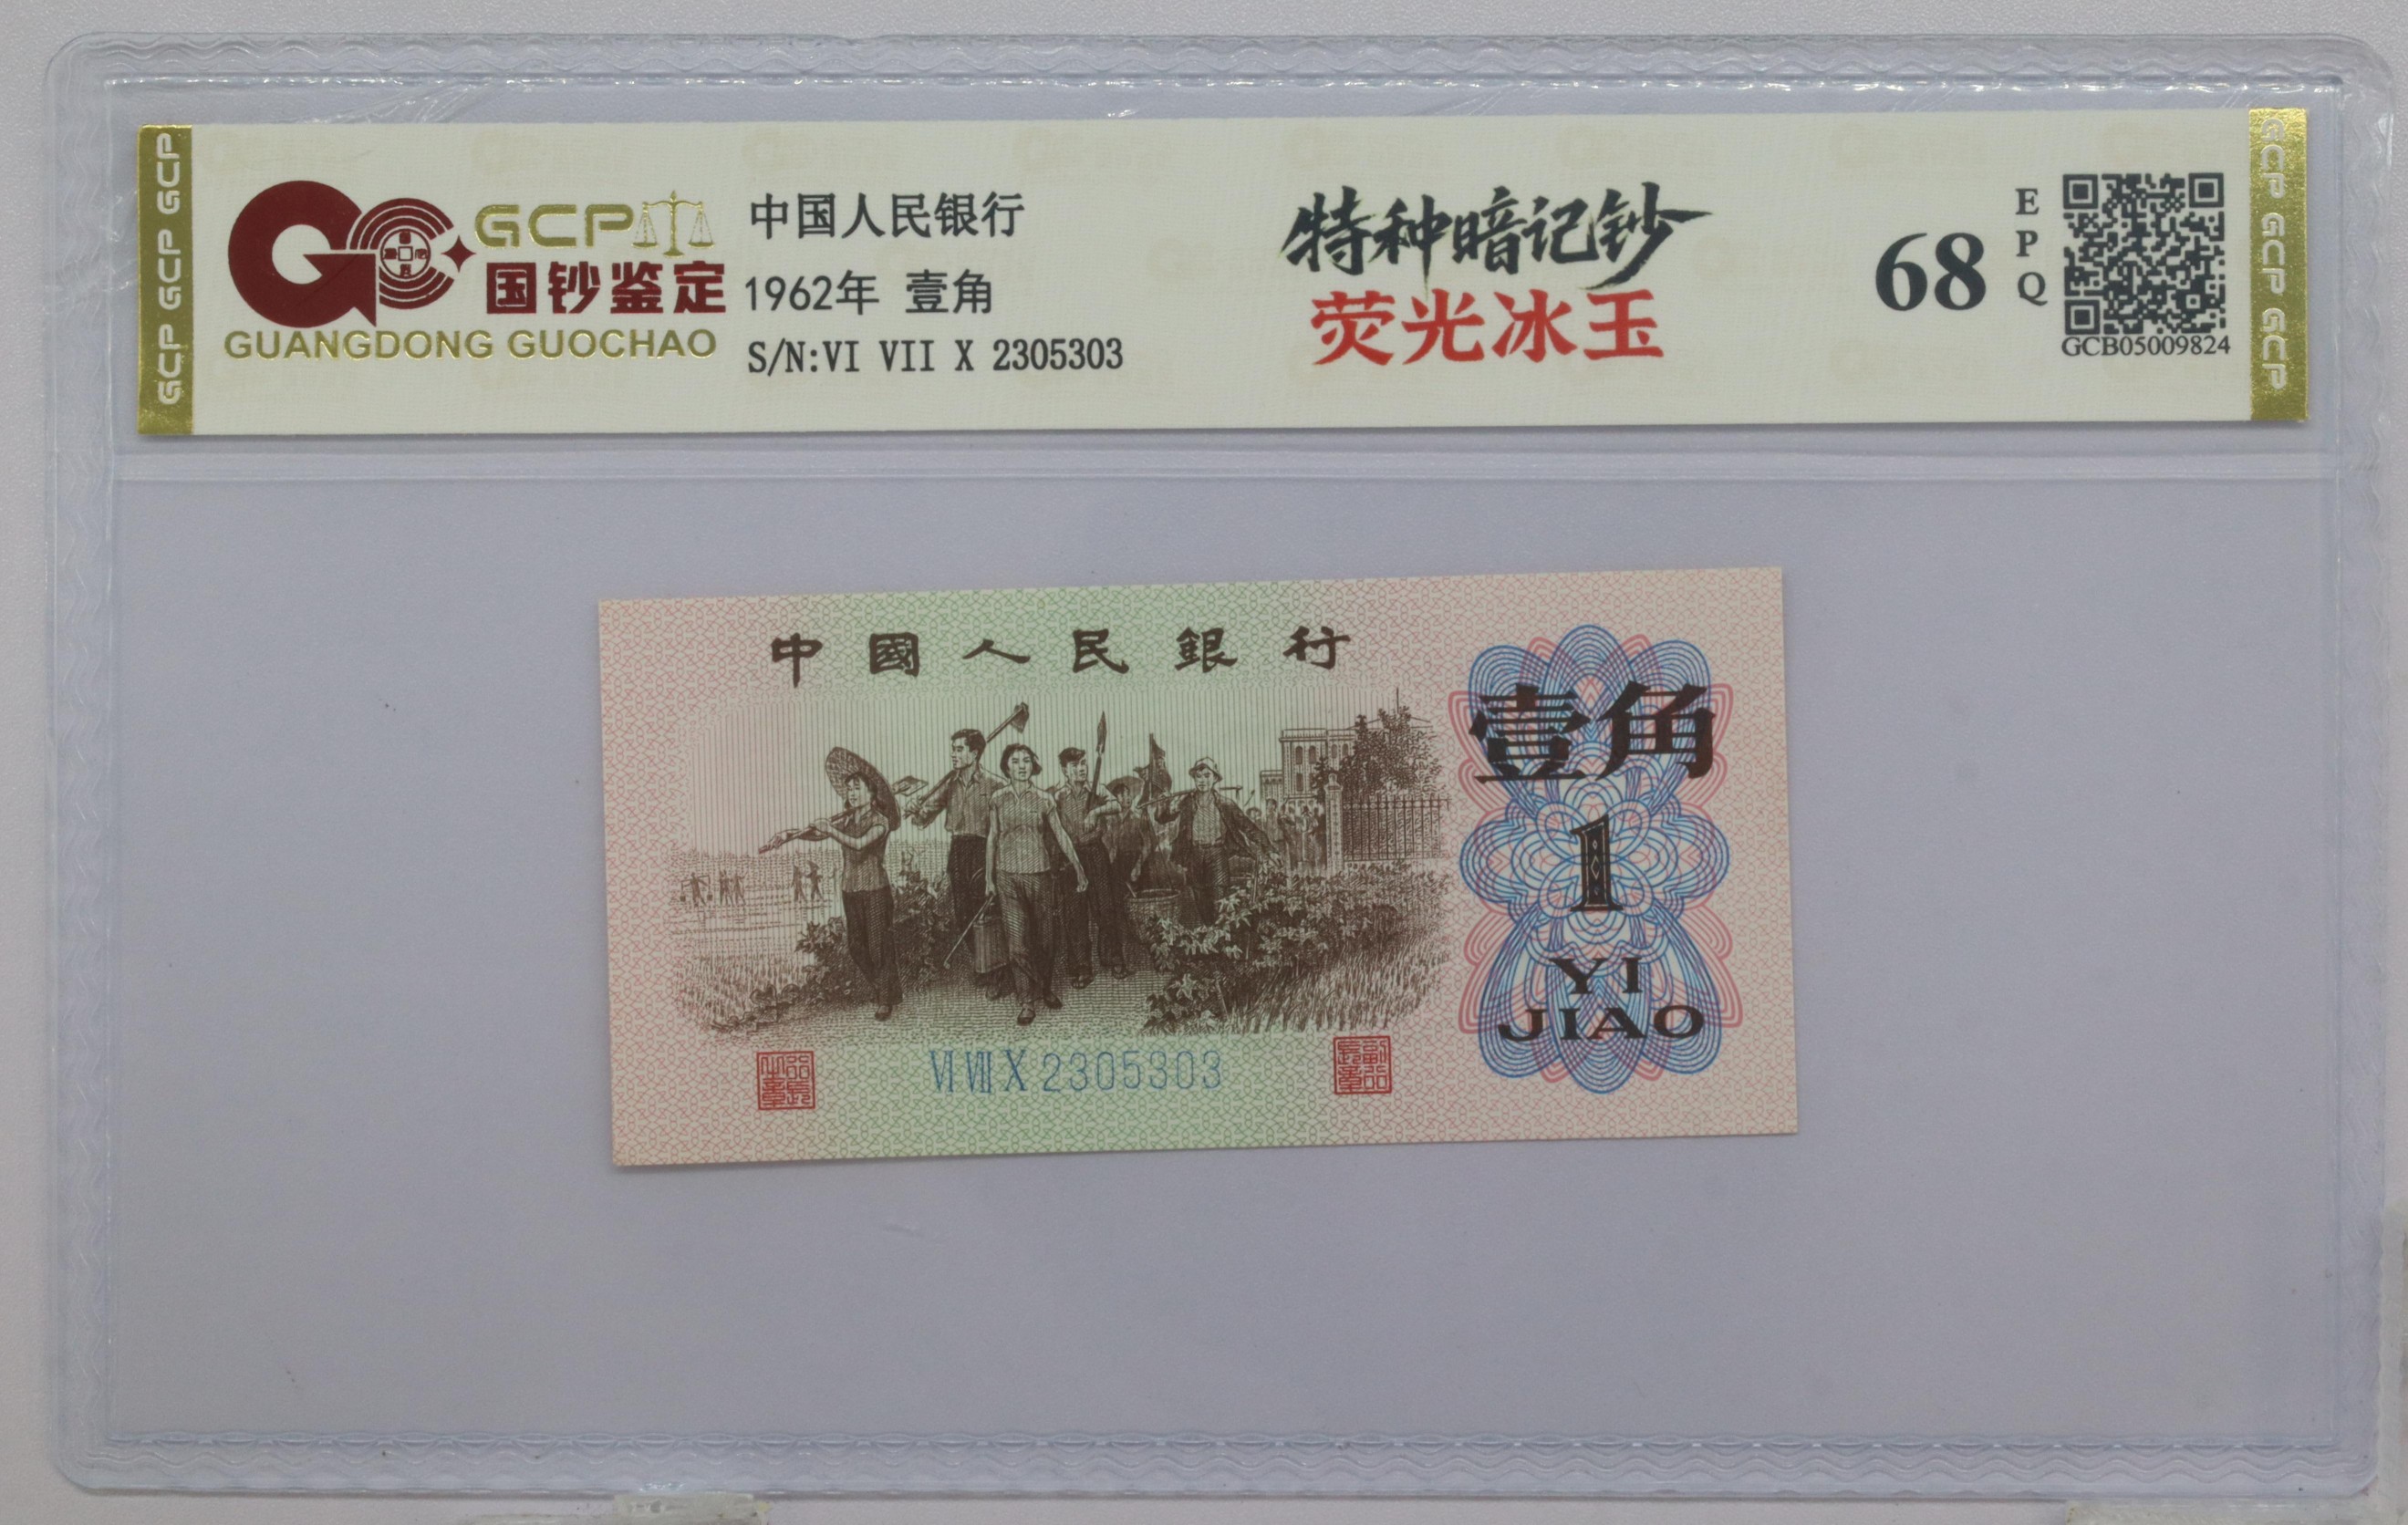 GCP GCP GCP
GCP
国钞鉴定
GUANGDONG GUOCHAO
中国人民银行
1962年 壹角
S/N:VI VII X 2305303
特种暗记钞
荧光冰玉
68
EPQ
GCB05009824
GCP GCP GCP
中國人民銀行
壹角
1
YI
JIAO
VI VII X 2305303